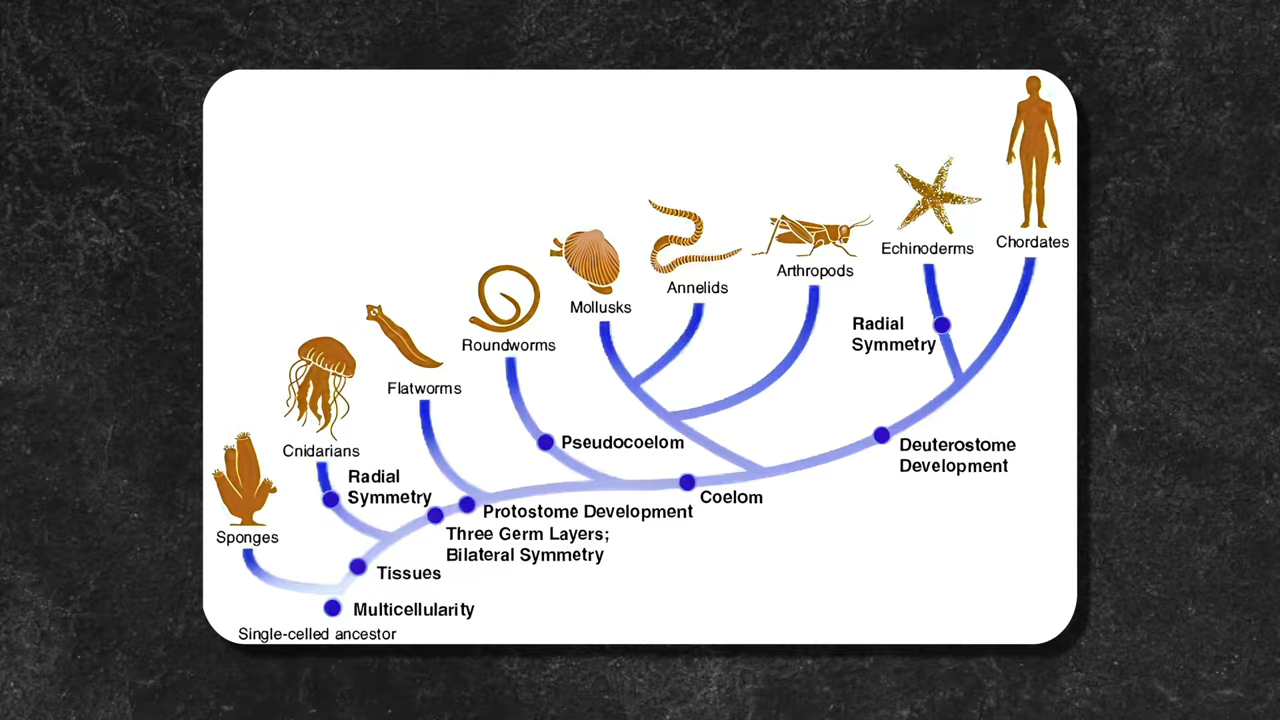 Chordates
Echinoderms
Arthropods
Annelids
Mollusks
Radial
Symmetry
Roundworms
Flatworms
Pseudocoelom
Deuterostome
Development
Cnidarians
Radial
Symmetry
Coelom
Protostome Development
Three Germ Layers;
Bilateral Symmetry
Sponges
Tissues
Multicellularity
Single-celled ancestor